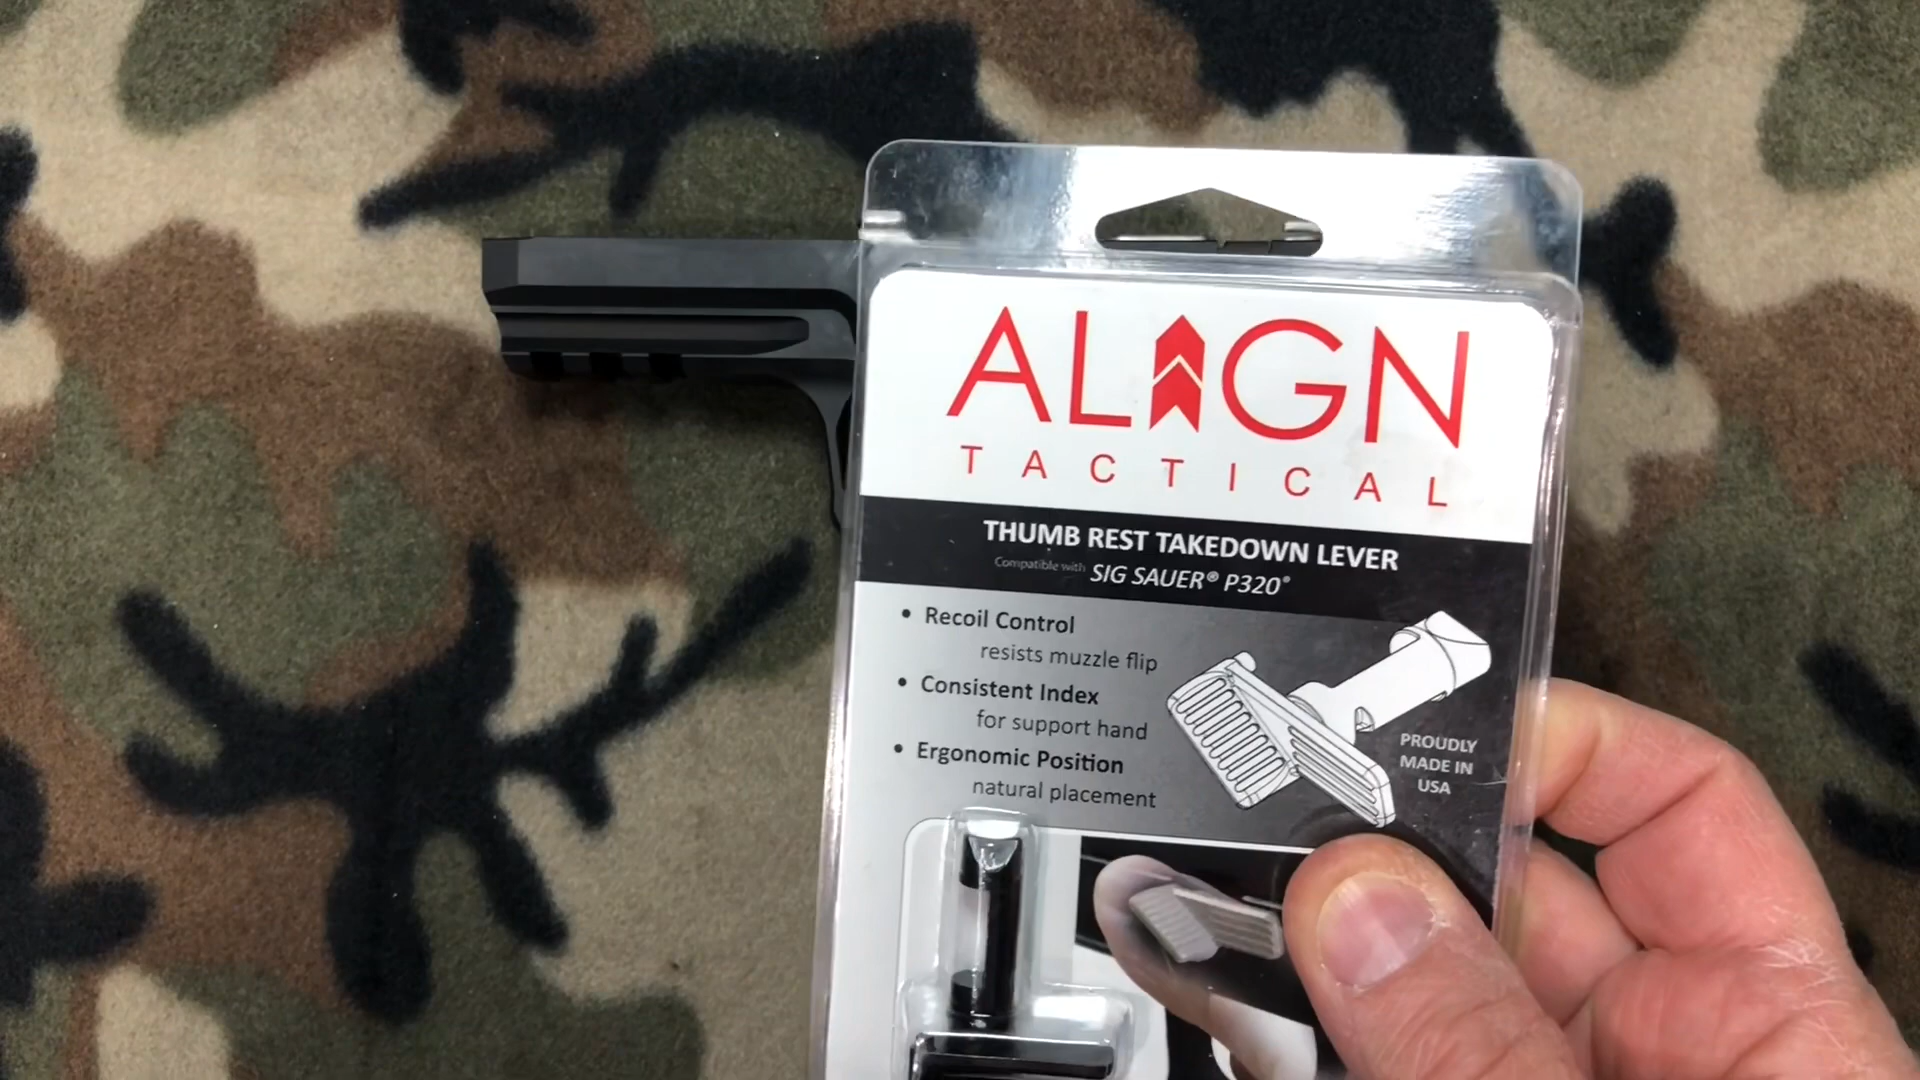 ALIGN
TACTICAL
THUMB REST TAKEDOWN LEVER
Compatible with SIG SAUER® P320®
• Recoil Control
resists muzzle flip
• Consistent Index
for support hand
• Ergonomic Position
natural placement
PROUDLY
MADE IN
USA